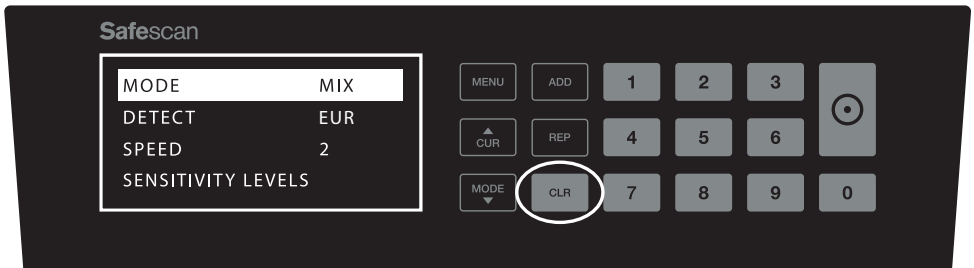 Safescan
MODE MIX
DETECT EUR
SPEED 2
SENSITIVITY LEVELS
MENU ADD 1 2 3
CUR REP 4 5 6
MODE CLR 7 8 9 0